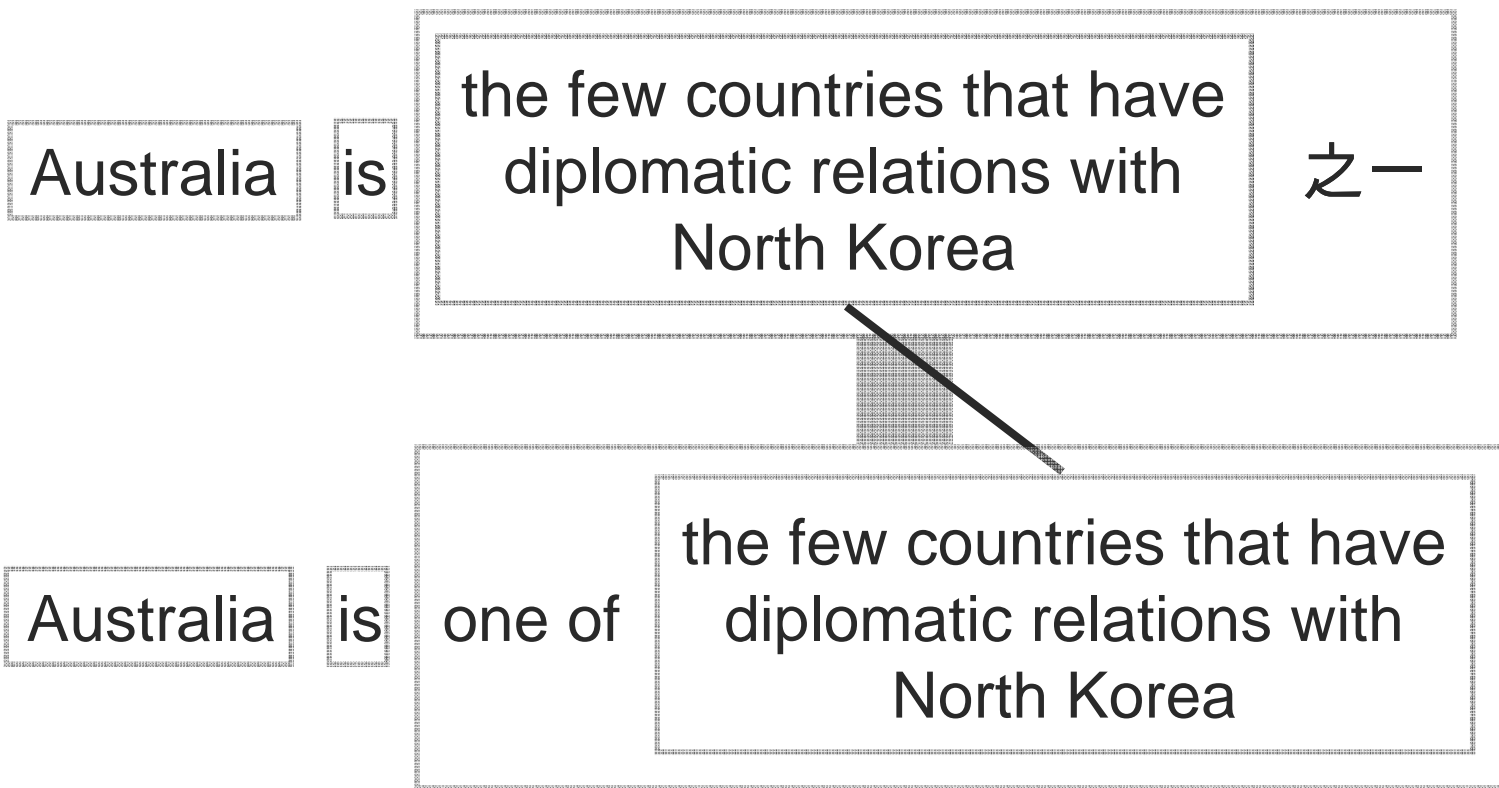 the few countries that have
Australia is diplomatic relations with 之一
North Korea
the few countries that have
Australia is one of diplomatic relations with
North Korea